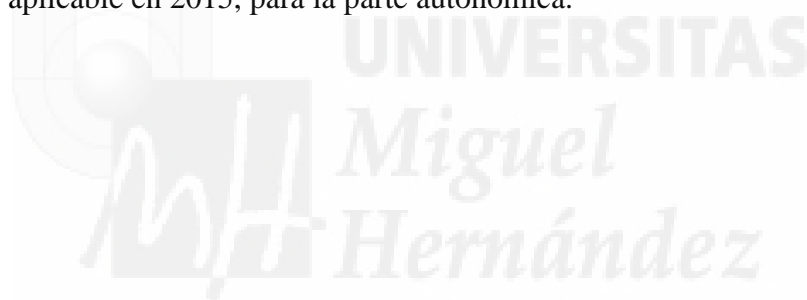 aplicable en 2015, para la parte autonómica.
UNIVERSITAS
Miguel
Hernández